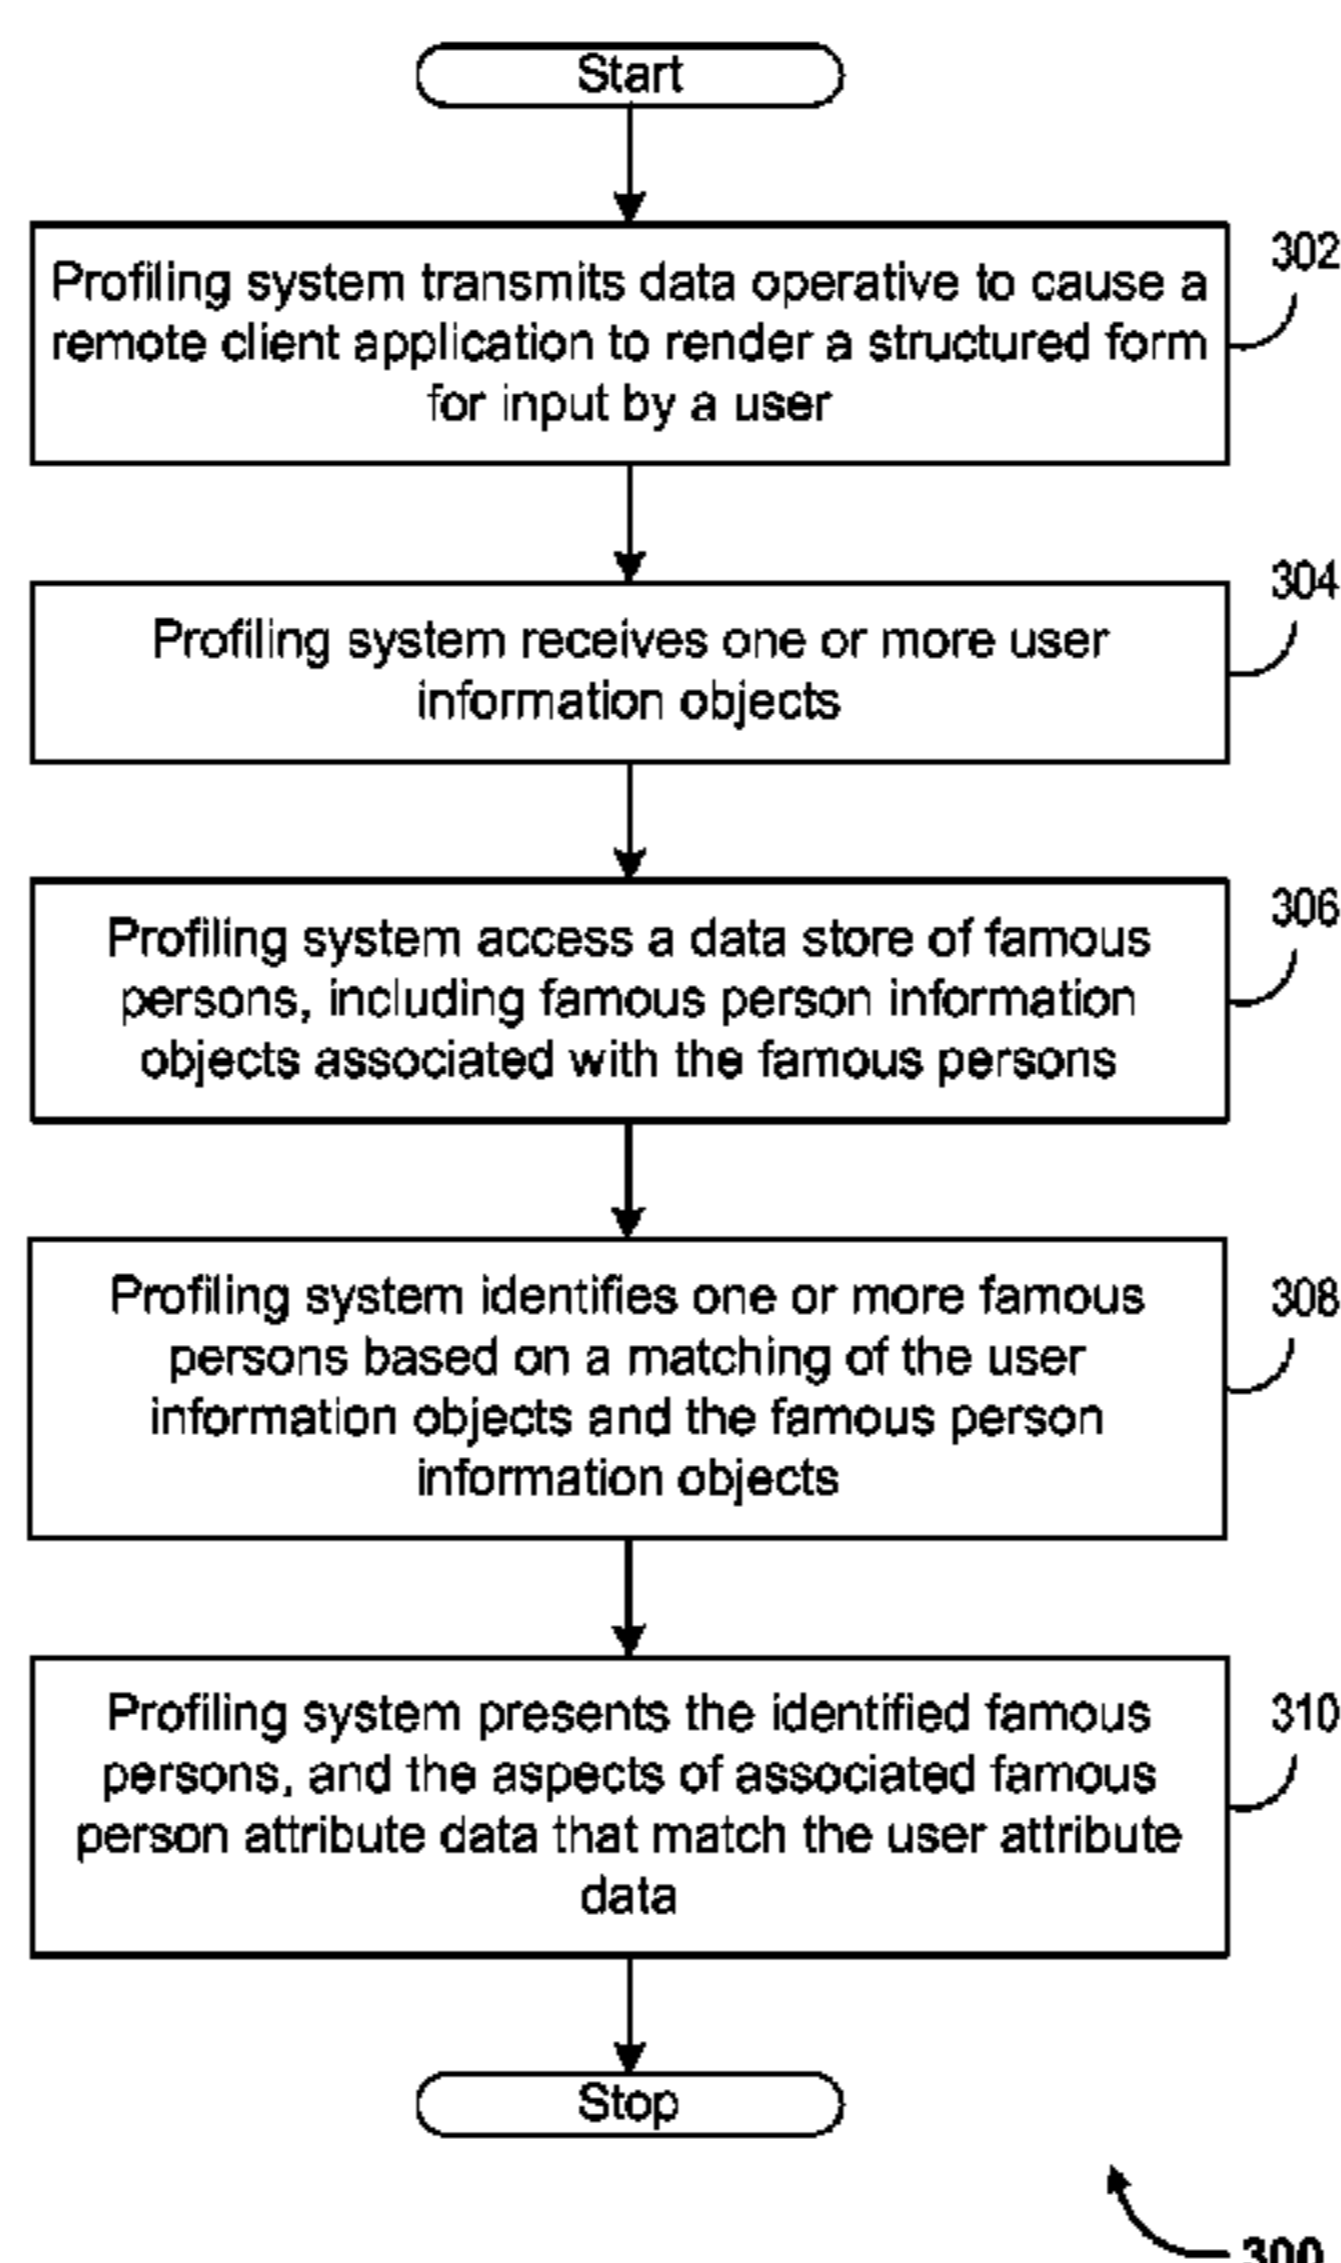 Start
Profiling system transmits data operative to cause a
remote client application to render a structured form
for input by a user
302
Profiling system receives one or more user
information objects
304
Profiling system access a data store of famous
persons, including famous person information
objects associated with the famous persons
306
Profiling system identifies one or more famous
persons based on a matching of the user
information objects and the famous person
information objects
308
Profiling system presents the identified famous
persons, and the aspects of associated famous
person attribute data that match the user attribute
data
310
Stop
300